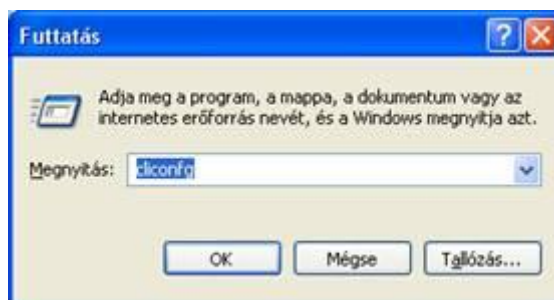 Futtatás
Adja meg a program, a mappa, a dokumentum vagy az
internetes erőforrás nevét, és a Windows megnyitja azt.
Megnyitás: cliconfg
OK Mégse Tallózás...